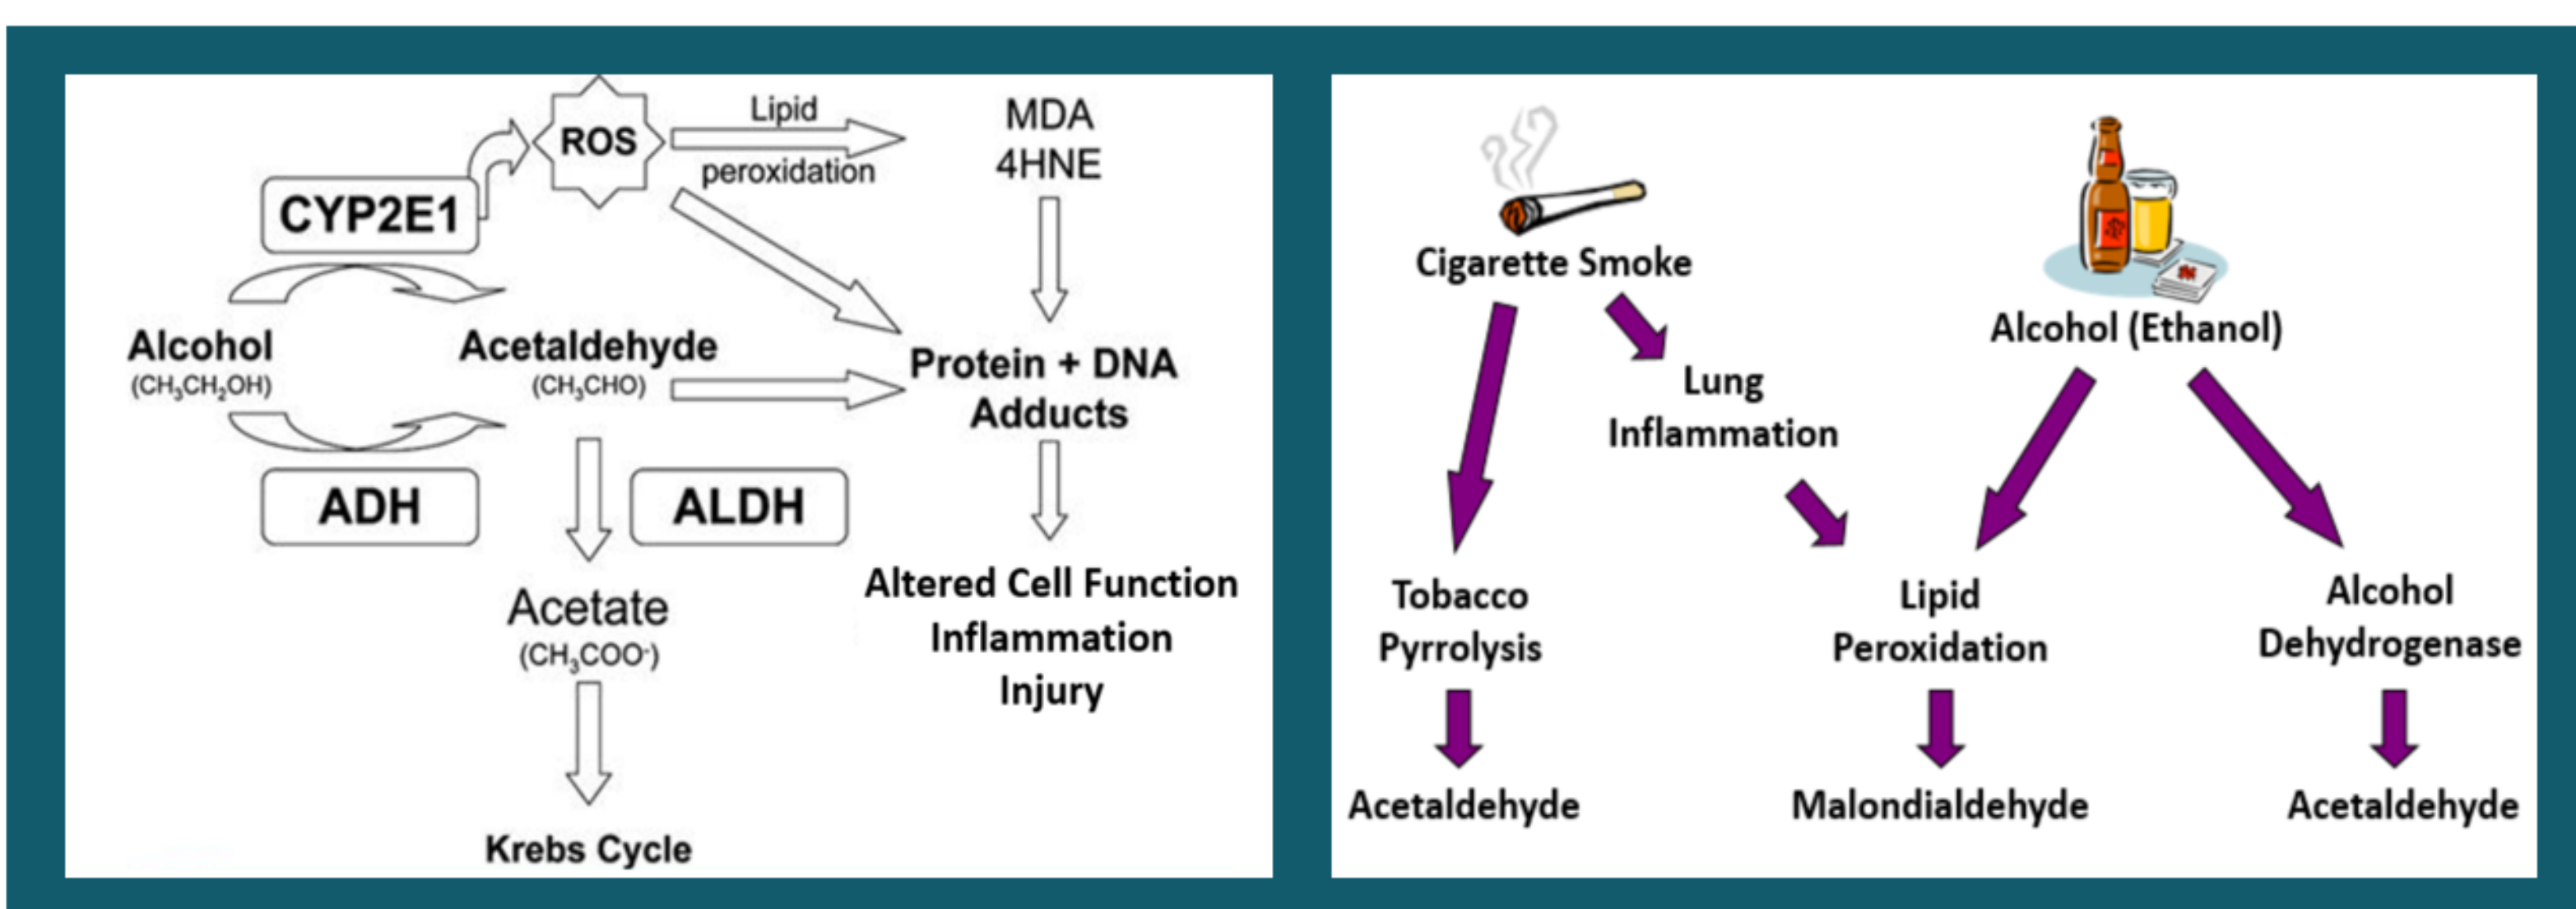 ROS
Lipid
peroxidation
MDA
4HNE
CYP2E1
Alcohol
(CH₃CH₂OH)
Acetaldehyde
(CH₃CHO)
Protein + DNA
Adducts
ADH
ALDH
Acetate
(CH₃COO⁻)
Altered Cell Function
Inflammation
Injury
Krebs Cycle
Cigarette Smoke
Alcohol (Ethanol)
Lung
Inflammation
Tobacco
Pyrrolysis
Lipid
Peroxidation
Alcohol
Dehydrogenase
Acetaldehyde
Malondialdehyde
Acetaldehyde